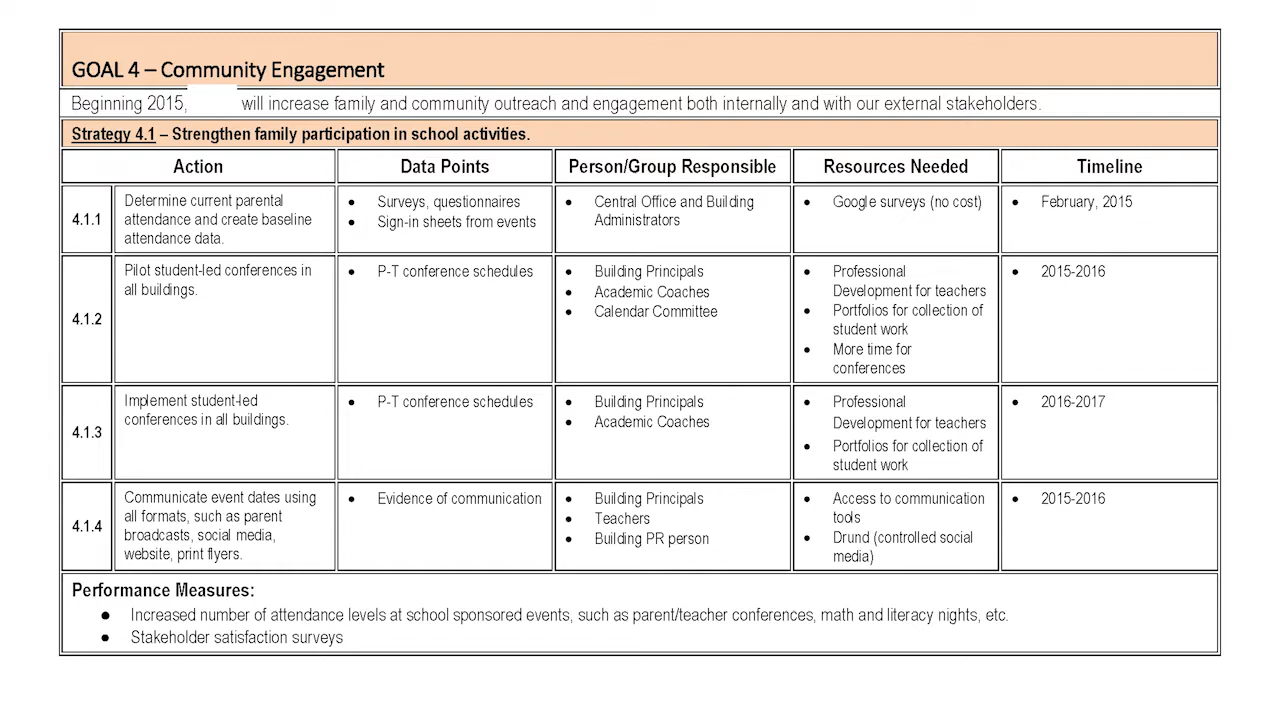 GOAL 4 – Community Engagement
Beginning 2015, will increase family and community outreach and engagement both internally and with our external stakeholders.
Strategy 4.1 – Strengthen family participation in school activities.
Action
Data Points
Person/Group Responsible
Resources Needed
Timeline
4.1.1
Determine current parental
attendance and create baseline
attendance data.
• Surveys, questionnaires
• Sign-in sheets from events
• Central Office and Building
Administrators
• Google surveys (no cost)
• February, 2015
4.1.2
Pilot student-led conferences in
all buildings.
• P-T conference schedules
• Building Principals
• Academic Coaches
• Calendar Committee
• Professional
Development for teachers
• Portfolios for collection of
student work
• More time for
conferences
• 2015-2016
4.1.3
Implement student-led
conferences in all buildings.
• P-T conference schedules
• Building Principals
• Academic Coaches
• Professional
Development for teachers
• Portfolios for collection of
student work
• 2016-2017
4.1.4
Communicate event dates using
all formats, such as parent
broadcasts, social media,
website, print flyers.
• Evidence of communication
• Building Principals
• Teachers
• Building PR person
• Access to communication
tools
• Drund (controlled social
media)
• 2015-2016
Performance Measures:
• Increased number of attendance levels at school sponsored events, such as parent/teacher conferences, math and literacy nights, etc.
• Stakeholder satisfaction surveys